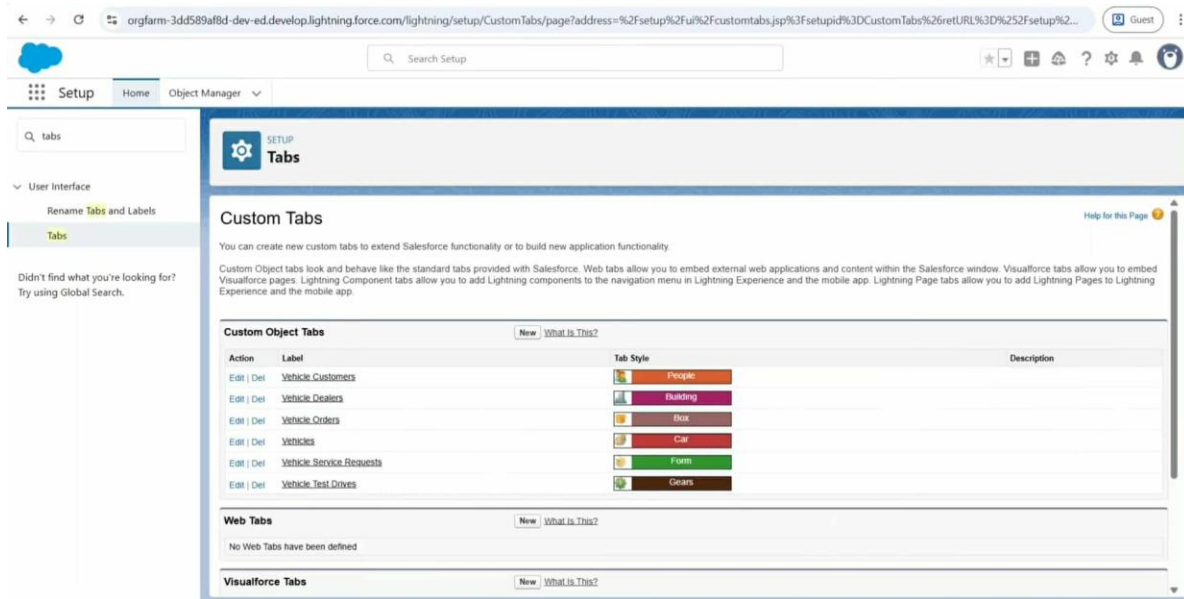 orgfarm-3dd589af8d-dev-ed.develop.lightning.force.com/lightning/setup/CustomTabs/page?address=%2Fsetup%2Fui%2Fcustomtabs.jsp%3Fsetupid%3DCustomTabs%26retURL%3D%252Fsetup%2... Guest
Search Setup
Setup Home Object Manager
tabs
SETUP
Tabs
User Interface
Rename Tabs and Labels
Tabs
Didn't find what you're looking for?
Try using Global Search.
Custom Tabs
Help for this Page
You can create new custom tabs to extend Salesforce functionality or to build new application functionality.
Custom Object tabs look and behave like the standard tabs provided with Salesforce. Web tabs allow you to embed external web applications and content within the Salesforce window. Visualforce tabs allow you to embed
Visualforce pages. Lightning Component tabs allow you to add Lightning components to the navigation menu in Lightning Experience and the mobile app. Lightning Page tabs allow you to add Lightning Pages to Lightning
Experience and the mobile app.
Custom Object Tabs New What Is This?
Action Label Tab Style Description
Edit | Del Vehicle Customers People
Edit | Del Vehicle Dealers Building
Edit | Del Vehicle Orders Box
Edit | Del Vehicles Car
Edit | Del Vehicle Service Requests Form
Edit | Del Vehicle Test Drives Gears
Web Tabs New What Is This?
No Web Tabs have been defined
Visualforce Tabs New What Is This?